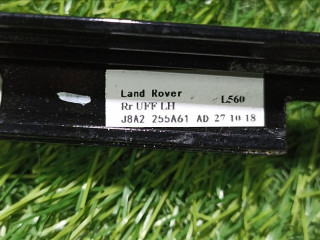 Land Rover L560
Rr UFF LH
J8A2 255A61 AD 27 10 18